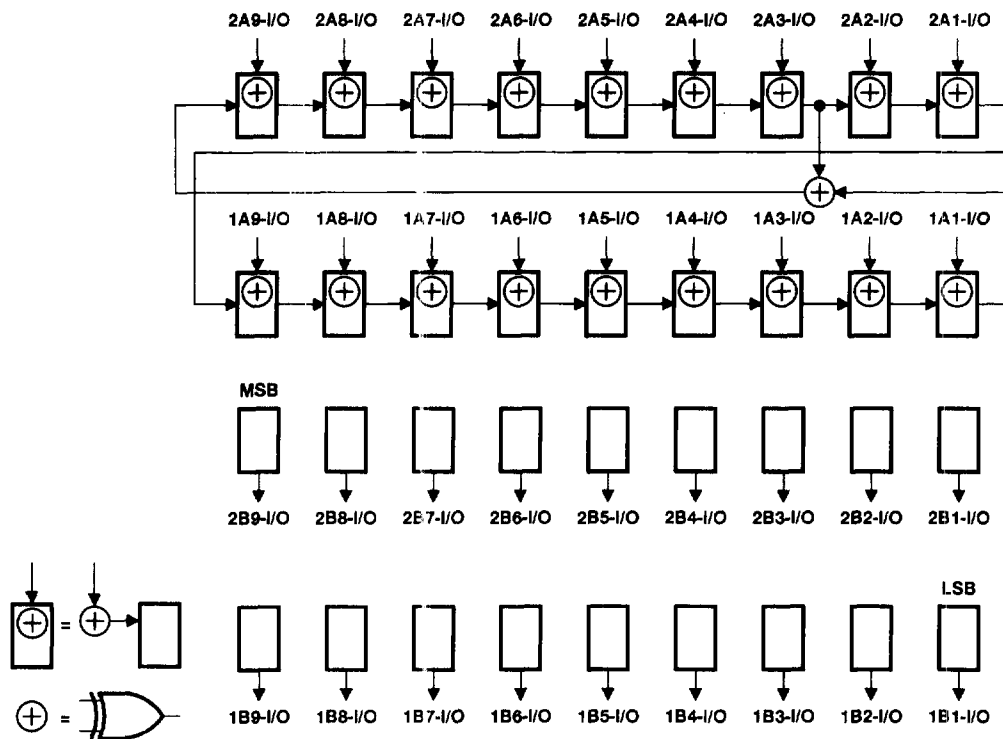 2A9-I/O 2A8-I/O 2A7-I/O 2A6-I/O 2A5-I/O 2A4-I/O 2A3-I/O 2A2-I/O 2A1-I/O
1A9-I/O 1A8-I/O 1A7-I/O 1A6-I/O 1A5-I/O 1A4-I/O 1A3-I/O 1A2-I/O 1A1-I/O
MSB
2B9-I/O 2B8-I/O 2B7-I/O 2B6-I/O 2B5-I/O 2B4-I/O 2B3-I/O 2B2-I/O 2B1-I/O
LSB
=
=
1B9-I/O 1B8-I/O 1B7-I/O 1B6-I/O 1B5-I/O 1B4-I/O 1B3-I/O 1B2-I/O 1B1-I/O